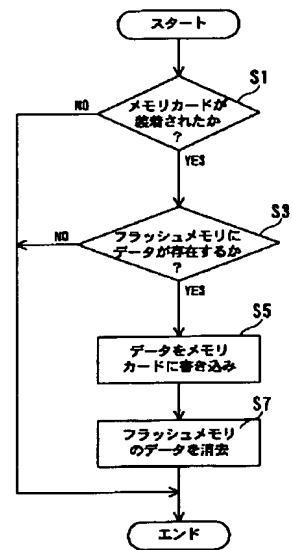 スタート
S1
メモリカードが
装着されたか
?
NO
YES
S3
フラッシュメモリに
データが存在するか
?
NO
YES
S5
データをメモリ
カードに書き込み
S7
フラッシュメモリ
のデータを消去
エンド